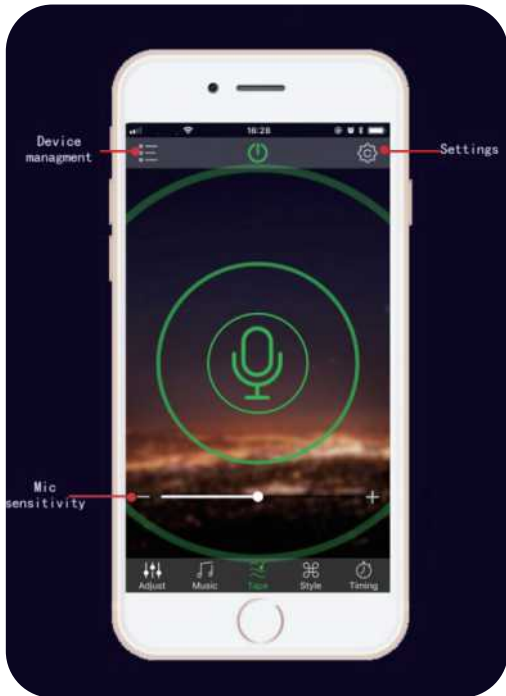 16:28
Device
managment
Settings
Mic
sensitivity
Adjust
Music
Tape
Style
Timing